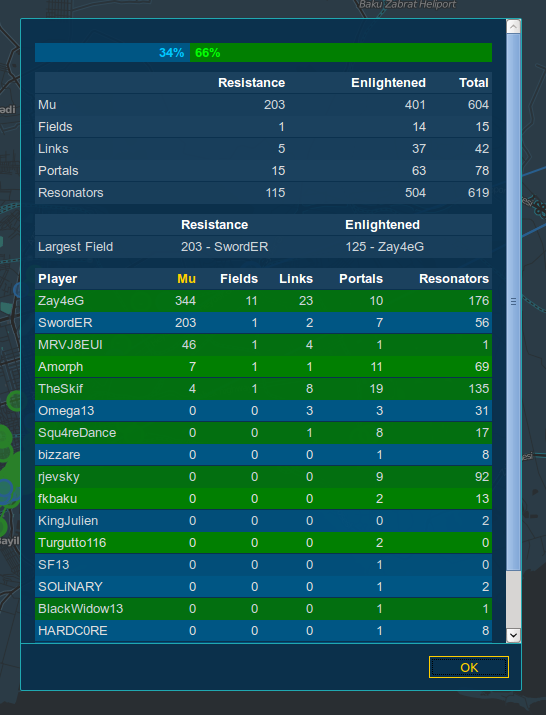 Baku Zabrat Heliport
34% 66%
Resistance Enlightened Total
Mu 203 401 604
Fields 1 14 15
Links 5 37 42
Portals 15 63 78
Resonators 115 504 619
Resistance Enlightened
Largest Field 203 - SwordER 125 - Zay4eG
Player Mu Fields Links Portals Resonators
Zay4eG 344 11 23 10 176
SwordER 203 1 2 7 56
MRVJ8EUI 46 1 4 1 1
Amorph 7 1 1 11 69
TheSkif 4 1 8 19 135
Omega13 0 0 3 3 31
Squ4reDance 0 0 1 8 17
bizzare 0 0 0 1 8
rjevsky 0 0 0 9 92
fkbaku 0 0 0 2 13
KingJulien 0 0 0 0 2
Turgutto116 0 0 0 2 0
SF13 0 0 0 1 0
SOLiNARY 0 0 0 1 2
BlackWidow13 0 0 0 1 1
HARDC0RE 0 0 0 1 8
OK